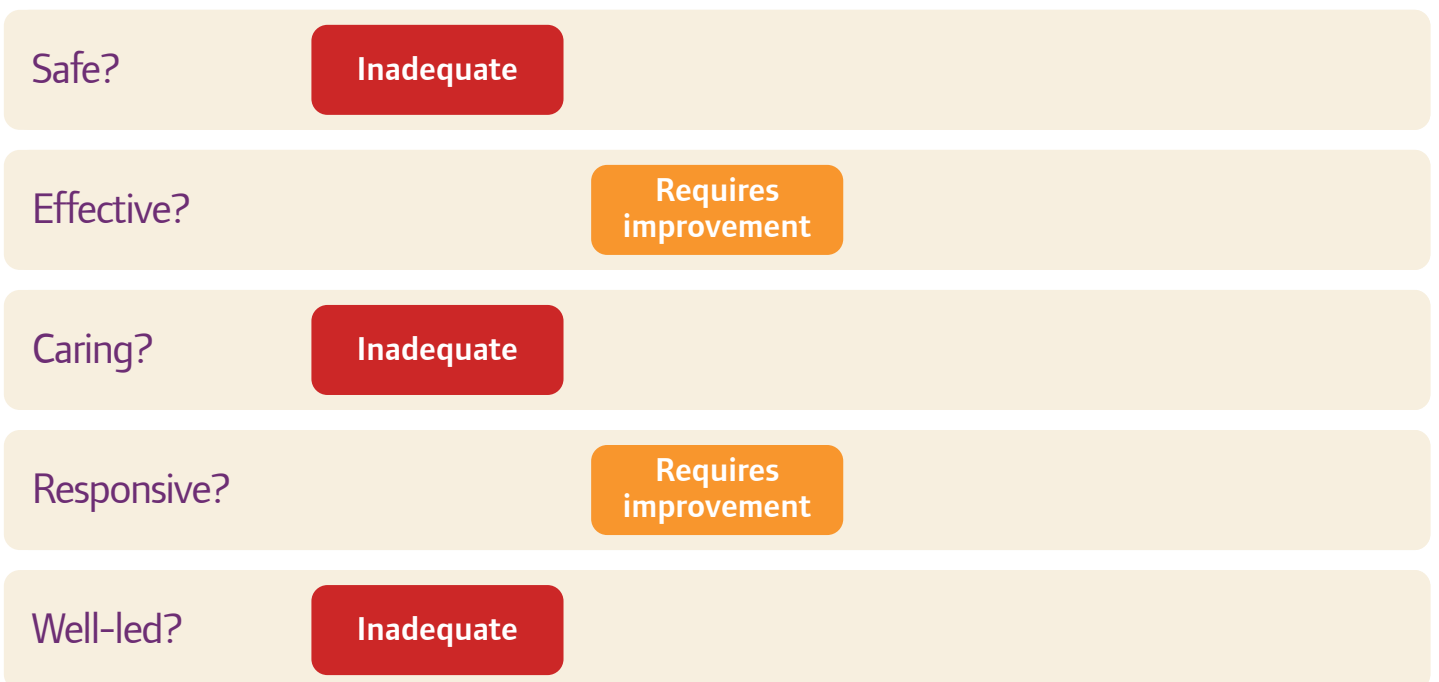 Safe?
Inadequate
Effective?
Requires
improvement
Caring?
Inadequate
Responsive?
Requires
improvement
Well-led?
Inadequate